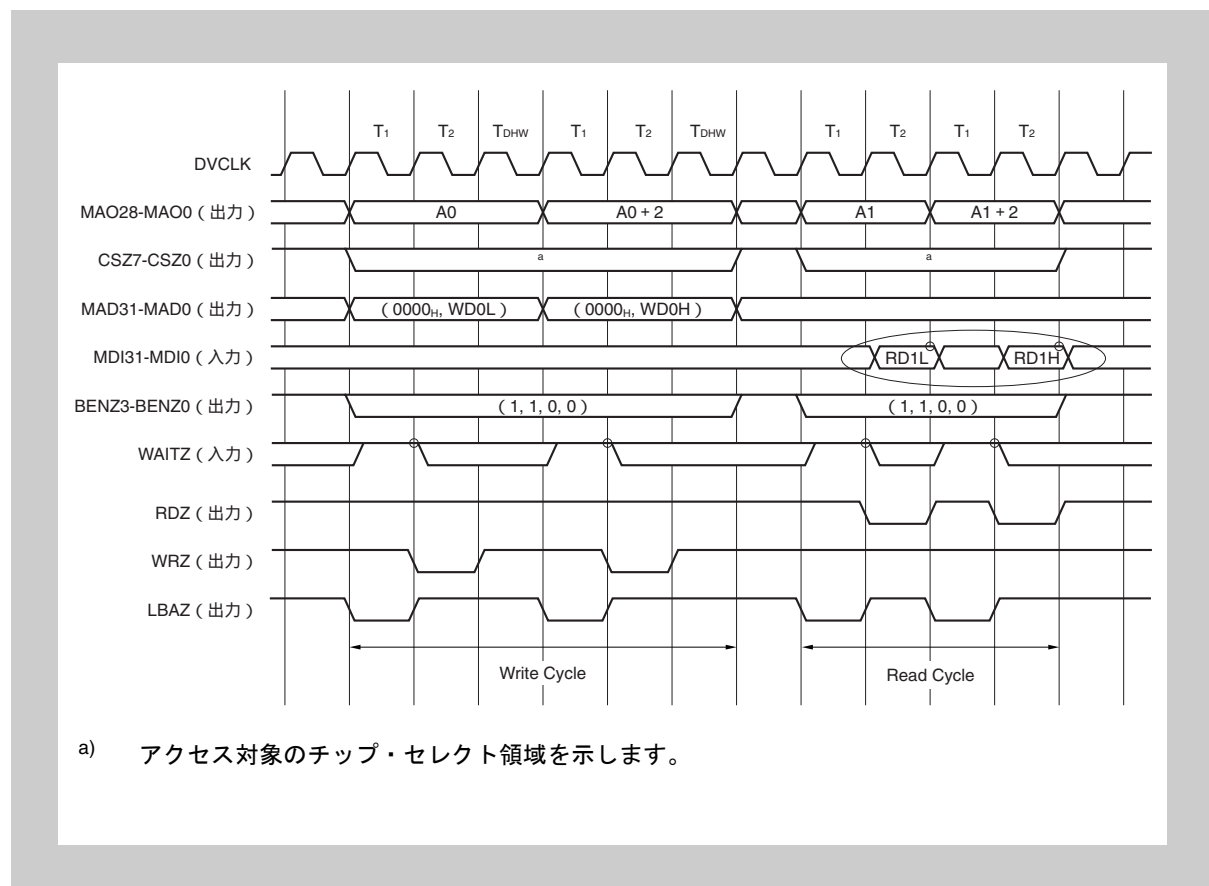 T1 T2 TDHW T1 T2 TDHW T1 T2 T1 T2
DVCLK
MAO28-MAO0(出力) A0 A0 + 2 A1 A1 + 2
CSZ7-CSZ0(出力) a a
MAD31-MAD0(出力) (0000H, WD0L) (0000H, WD0H)
MDI31-MDI0(入力) RD1L RD1H
BENZ3-BENZ0(出力) (1, 1, 0, 0) (1, 1, 0, 0)
WAITZ(入力)
RDZ(出力)
WRZ(出力)
LBAZ(出力)
Write Cycle Read Cycle
a) アクセス対象のチップ・セレクト領域を示します。